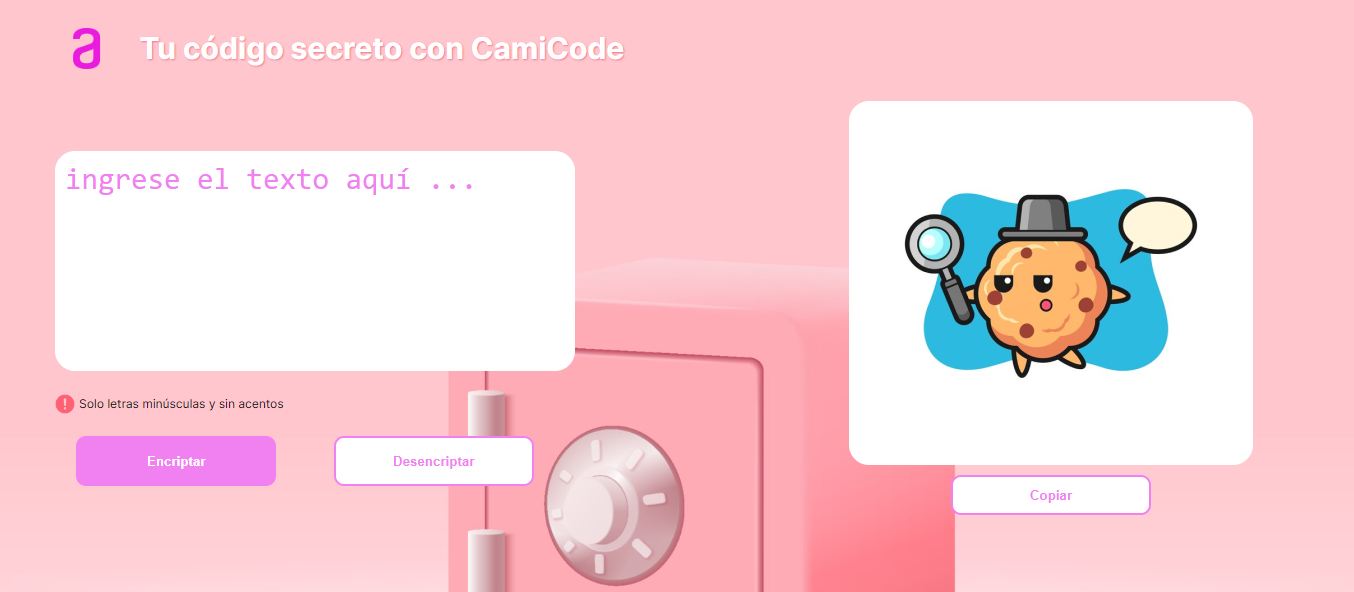 a
Tu código secreto con CamiCode
ingrese el texto aquí ...
! Solo letras minúsculas y sin acentos
Encriptar
Desencriptar
Copiar